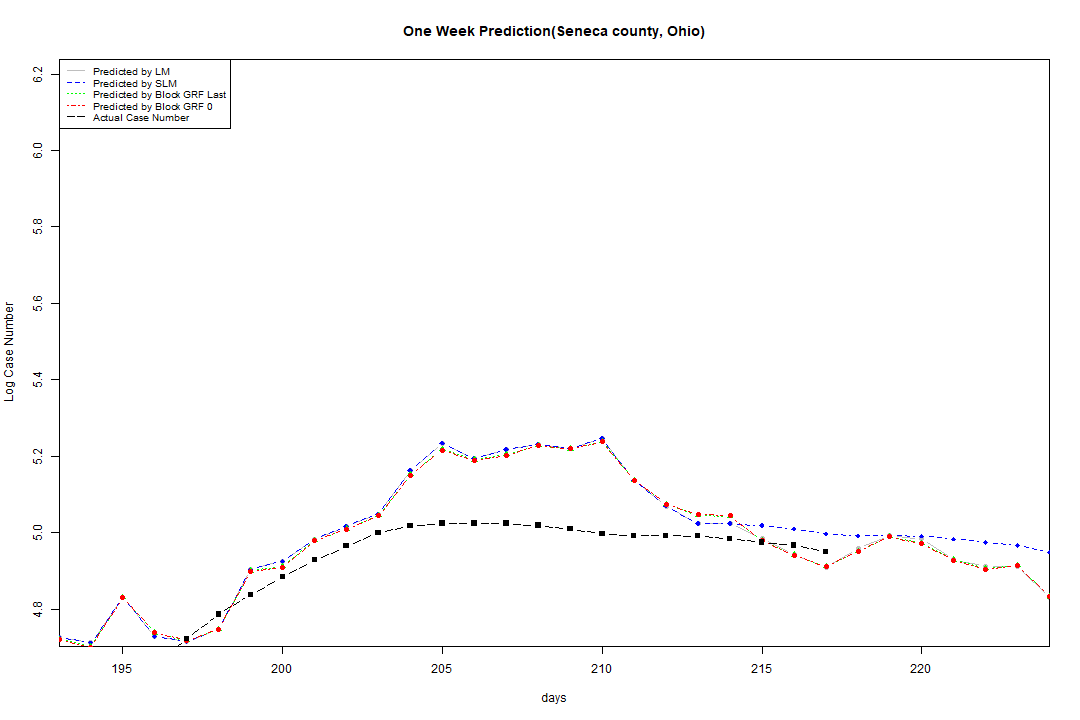 One Week Prediction(Seneca county, Ohio)
Predicted by LM
Predicted by SLM
Predicted by Block GRF Last
Predicted by Block GRF 0
Actual Case Number
6.2
6.0
5.8
5.6
5.4
5.2
5.0
4.8
Log Case Number
195
200
205
210
215
220
days